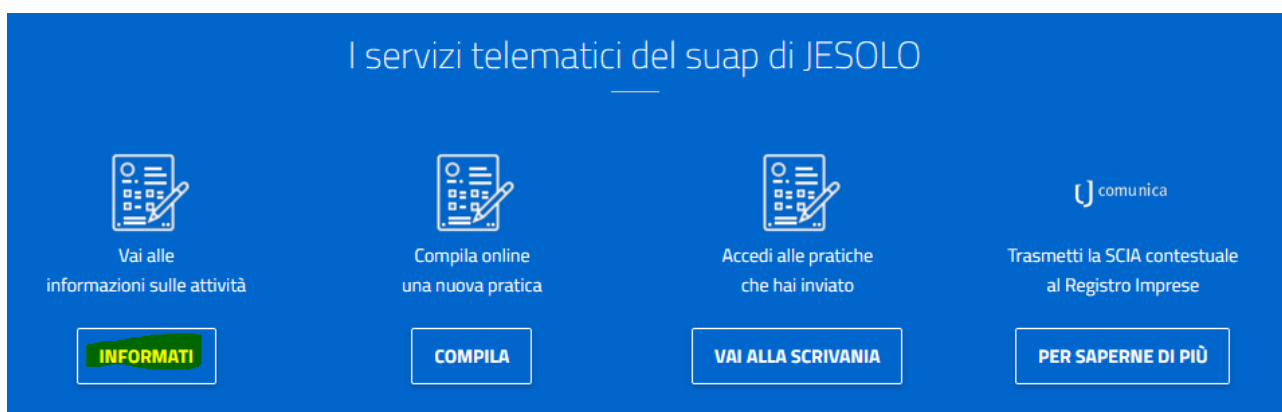 I servizi telematici del suap di JESOLO
Vai alle
informazioni sulle attività
INFORMATI
Compila online
una nuova pratica
COMPILA
Accedi alle pratiche
che hai inviato
VAI ALLA SCRIVANIA
comunica
Trasmetti la SCIA contestuale
al Registro Imprese
PER SAPERNE DI PIÙ